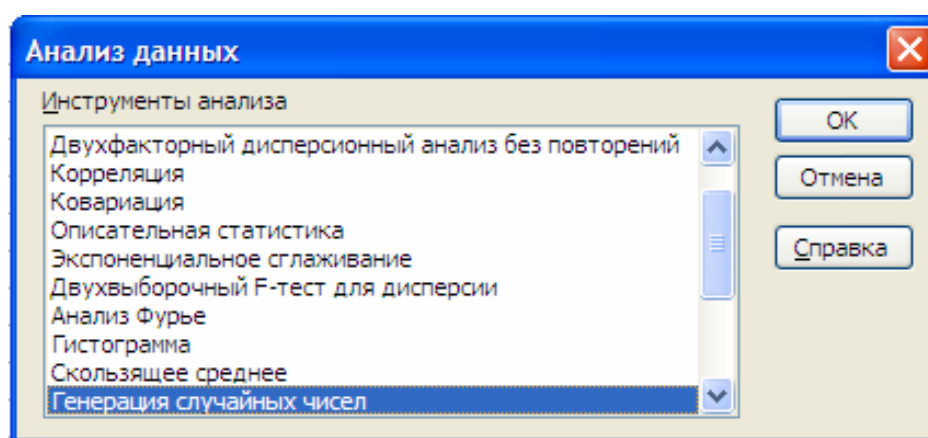 Анализ данных
Инструменты анализа
Двухфакторный дисперсионный анализ без повторений
Корреляция
Ковариация
Описательная статистика
Экспоненциальное сглаживание
Двухвыборочный F-тест для дисперсии
Анализ Фурье
Гистограмма
Скользящее среднее
Генерация случайных чисел
ОК
Отмена
Справка